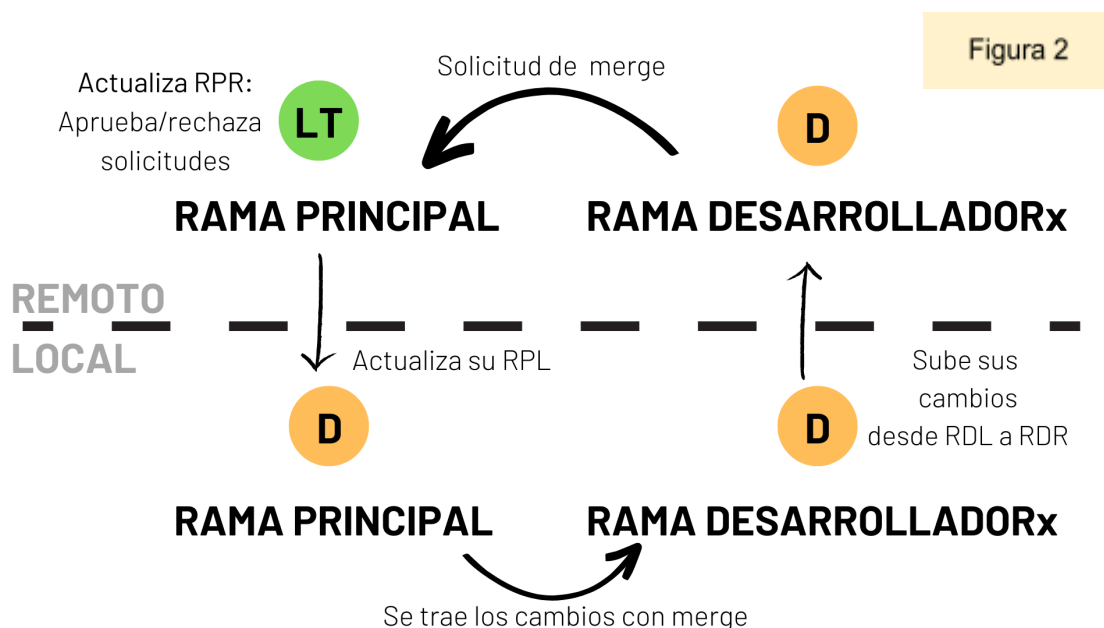 Figura 2
Solicitud de merge
Actualiza RPR:
Aprueba/rechaza
solicitudes
LT
D
RAMA PRINCIPAL
RAMA DESARROLLADORx
REMOTO
LOCAL
Actualiza su RPL
Sube sus
cambios
desde RDL a RDR
D
D
RAMA PRINCIPAL
RAMA DESARROLLADORx
Se trae los cambios con merge